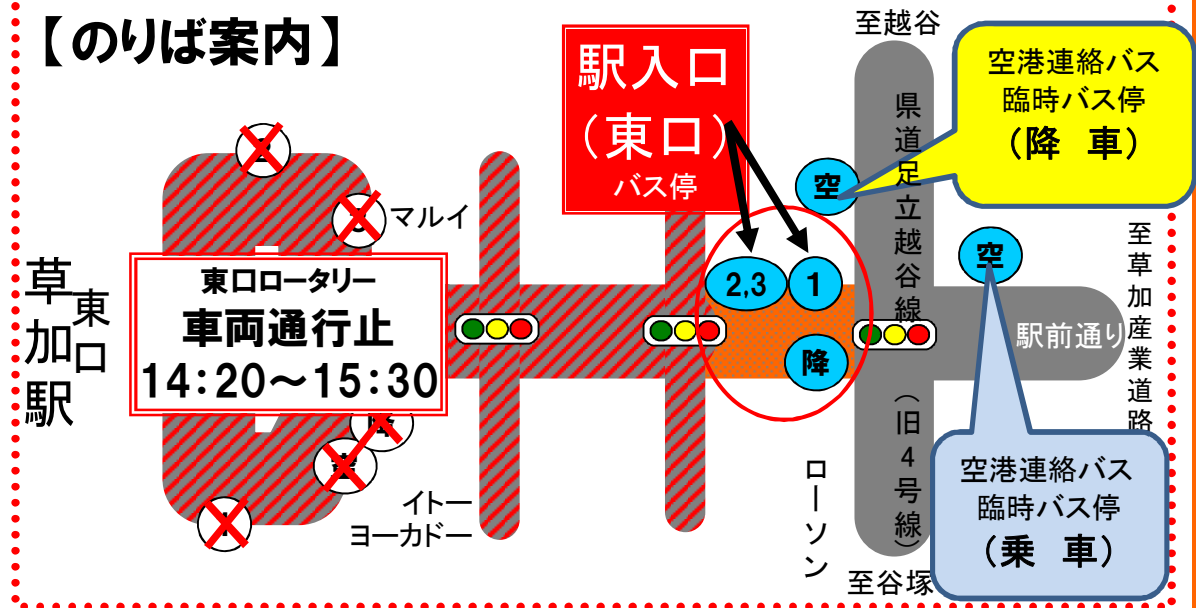 【のりば案内】
駅入口
（東口）
バス停
至越谷
空港連絡バス
臨時バス停
（降　車）
県道足立越谷線（旧４号線）
空
マルイ
草加駅
東口
東口ロータリー
車両通行止
14：20～15：30
2,3
1
降
空
駅前通り
至草加産業道路
降
空
1
イトー
ヨーカドー
ローソン
空港連絡バス
臨時バス停
（乗　車）
至谷塚